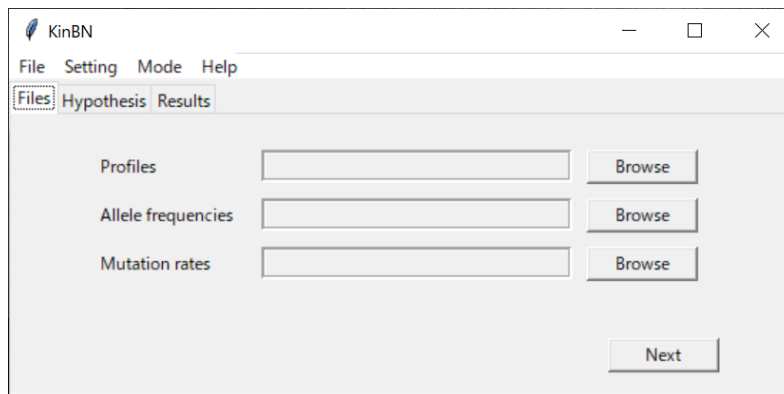 KinBN
File Setting Mode Help
Files Hypothesis Results
Profiles Browse
Allele frequencies Browse
Mutation rates Browse
Next